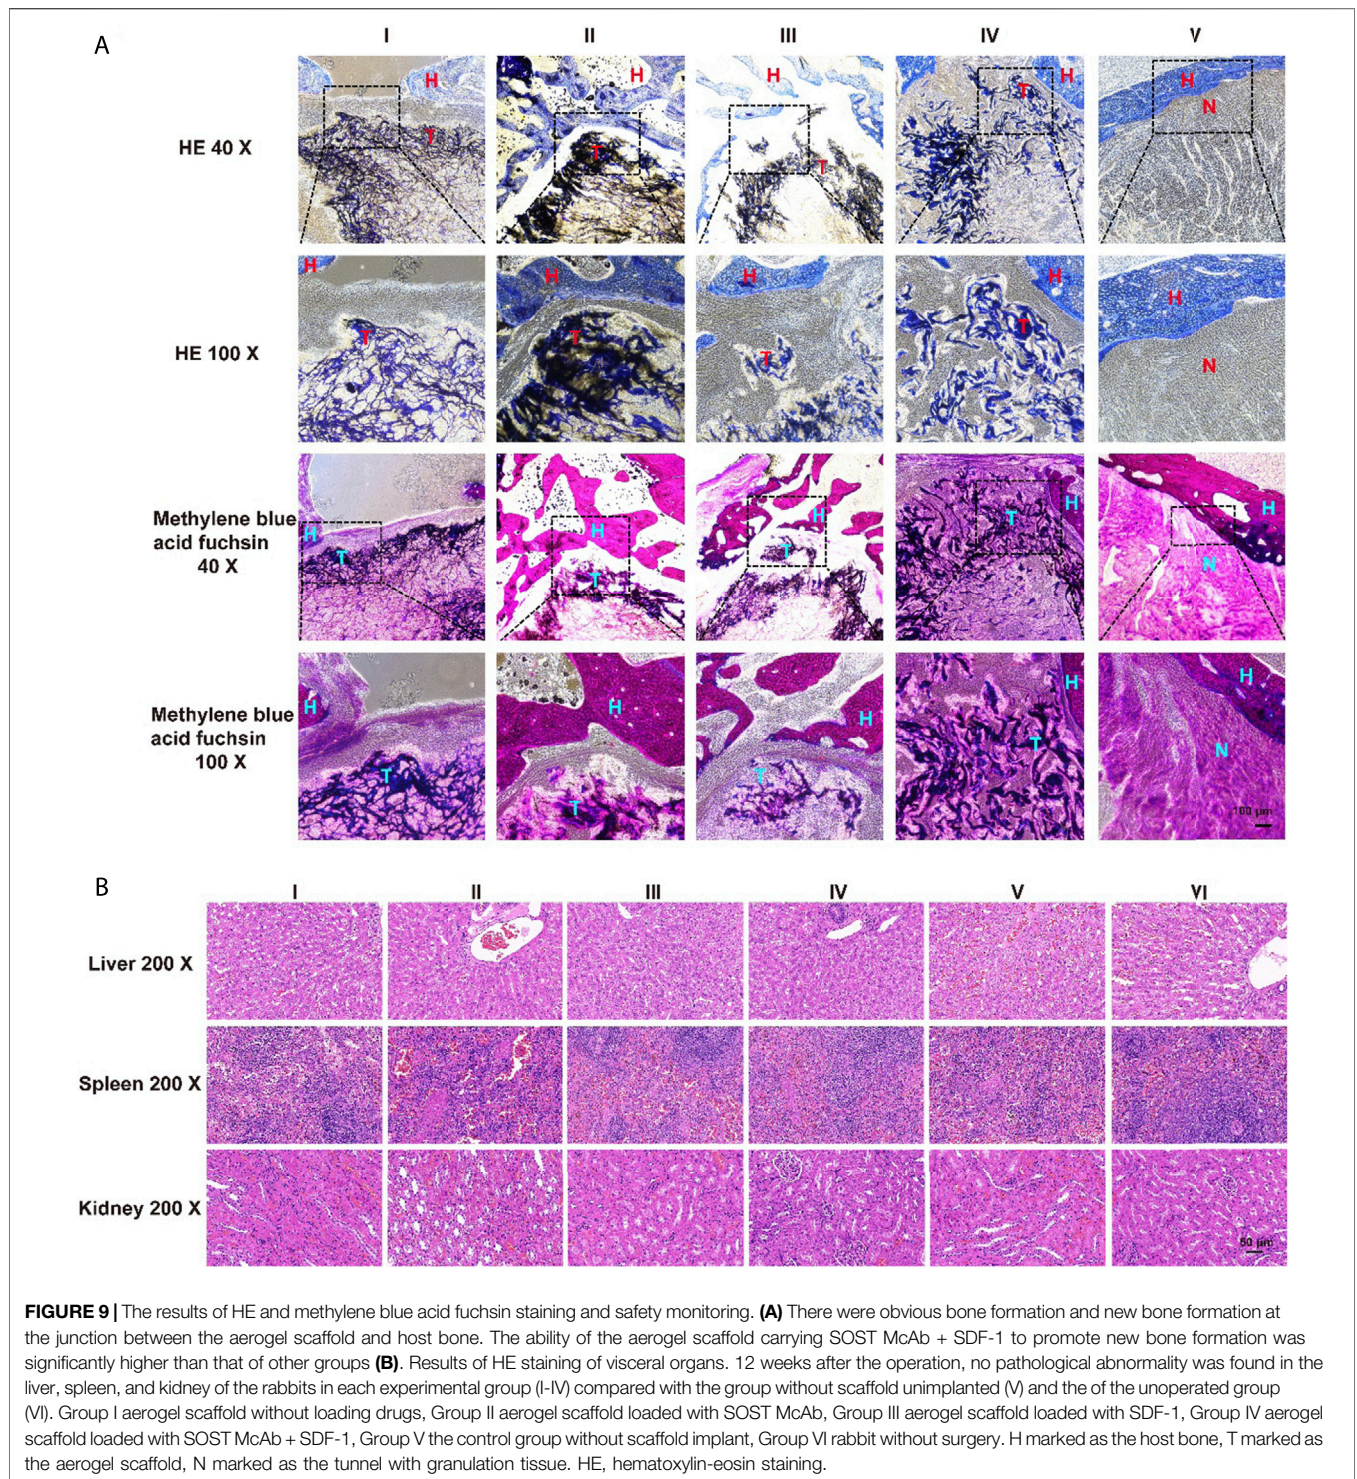 A
I II III IV V
HE 40 X
H H H H H
T T T T N
HE 100 X
H H H H H
T T T T N
Methylene blue
acid fuchsin
40 X
H H H H H
T T T T N
Methylene blue
acid fuchsin
100 X
H H H H H
T T T T N
100 µm
B
I II III IV V VI
Liver 200 X
Spleen 200 X
Kidney 200 X
50 µm
FIGURE 9 | The results of HE and methylene blue acid fuchsin staining and safety monitoring. (A) There were obvious bone formation and new bone formation at
the junction between the aerogel scaffold and host bone. The ability of the aerogel scaffold carrying SOST McAb + SDF-1 to promote new bone formation was
significantly higher than that of other groups (B). Results of HE staining of visceral organs. 12 weeks after the operation, no pathological abnormality was found in the
liver, spleen, and kidney of the rabbits in each experimental group (I-IV) compared with the group without scaffold unimplanted (V) and the of the unoperated group
(VI). Group I aerogel scaffold without loading drugs, Group II aerogel scaffold loaded with SOST McAb, Group III aerogel scaffold loaded with SDF-1, Group IV aerogel
scaffold loaded with SOST McAb + SDF-1, Group V the control group without scaffold implant, Group VI rabbit without surgery. H marked as the host bone, T marked as
the aerogel scaffold, N marked as the tunnel with granulation tissue. HE, hematoxylin-eosin staining.